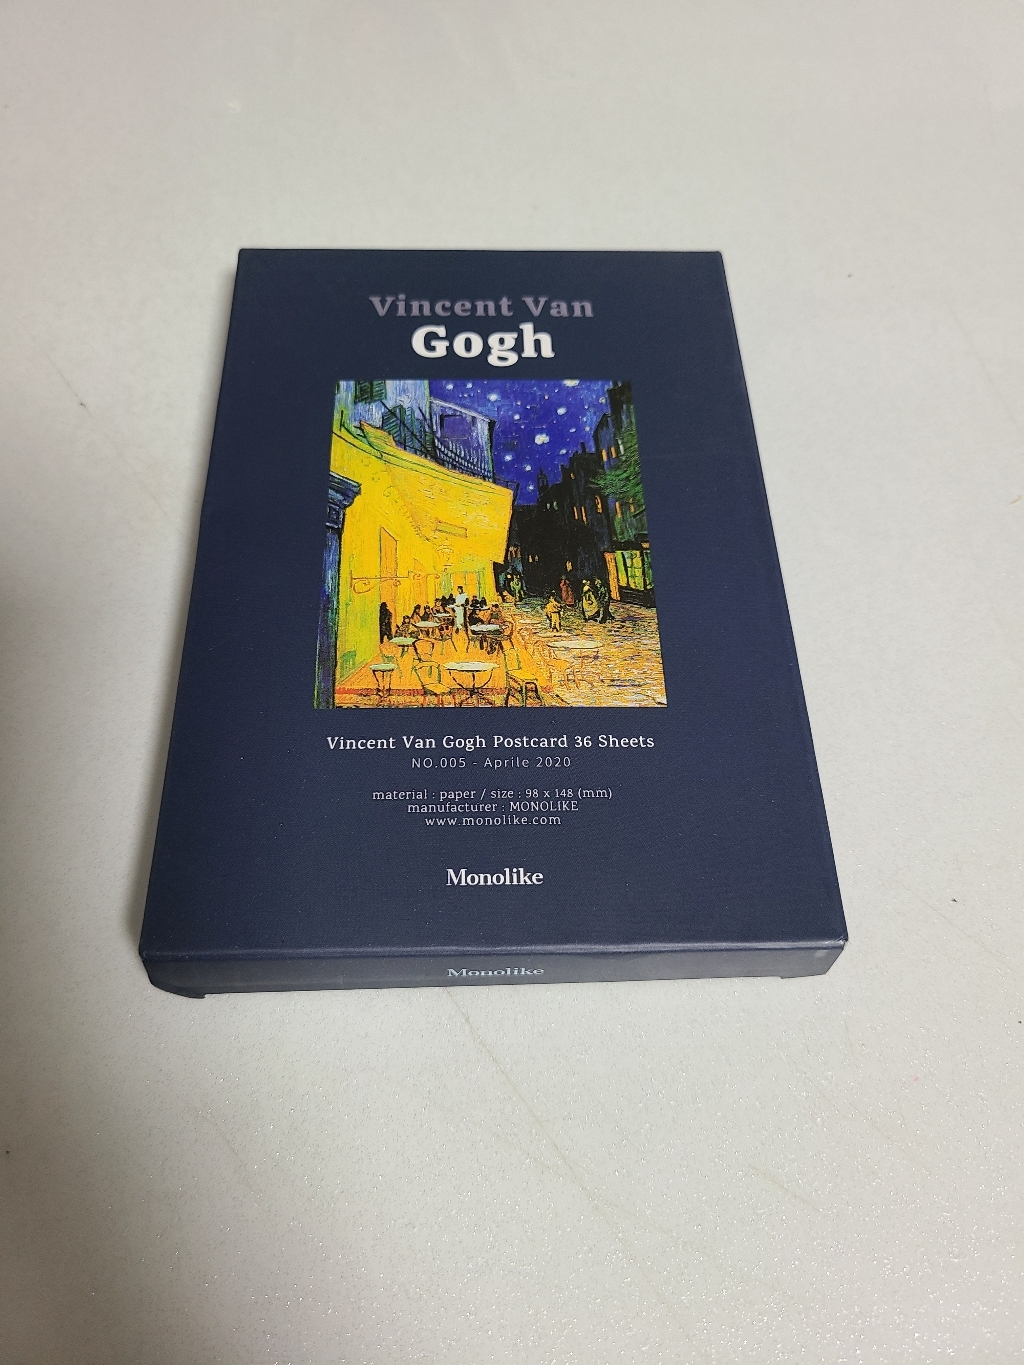 Vincent Van
Gogh
Vincent Van Gogh Postcard 36 Sheets
NO.005 - Aprile 2020
material : paper / size : 98 x 148 (mm)
manufacturer : MONOLIKE
www.monolike.com
Monolike
Monolike